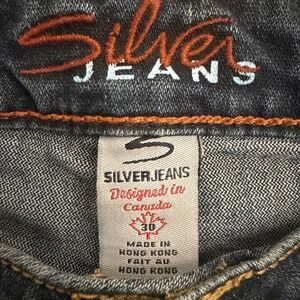 Silver
JEANS
S
SILVERJEANS
Designed in
Canada
30
MADE IN
HONG KONG
FAIT AU
HONG KONG